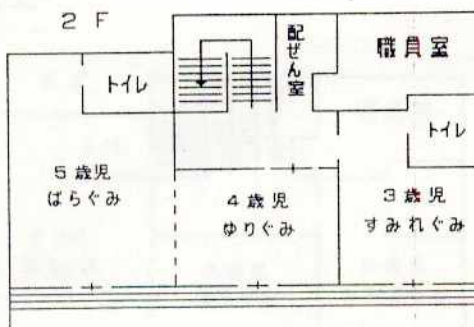 2 F
配ぜん室
職員室
トイレ
トイレ
5歳児
ばらぐみ
4歳児
ゆりぐみ
3歳児
すみれぐみ